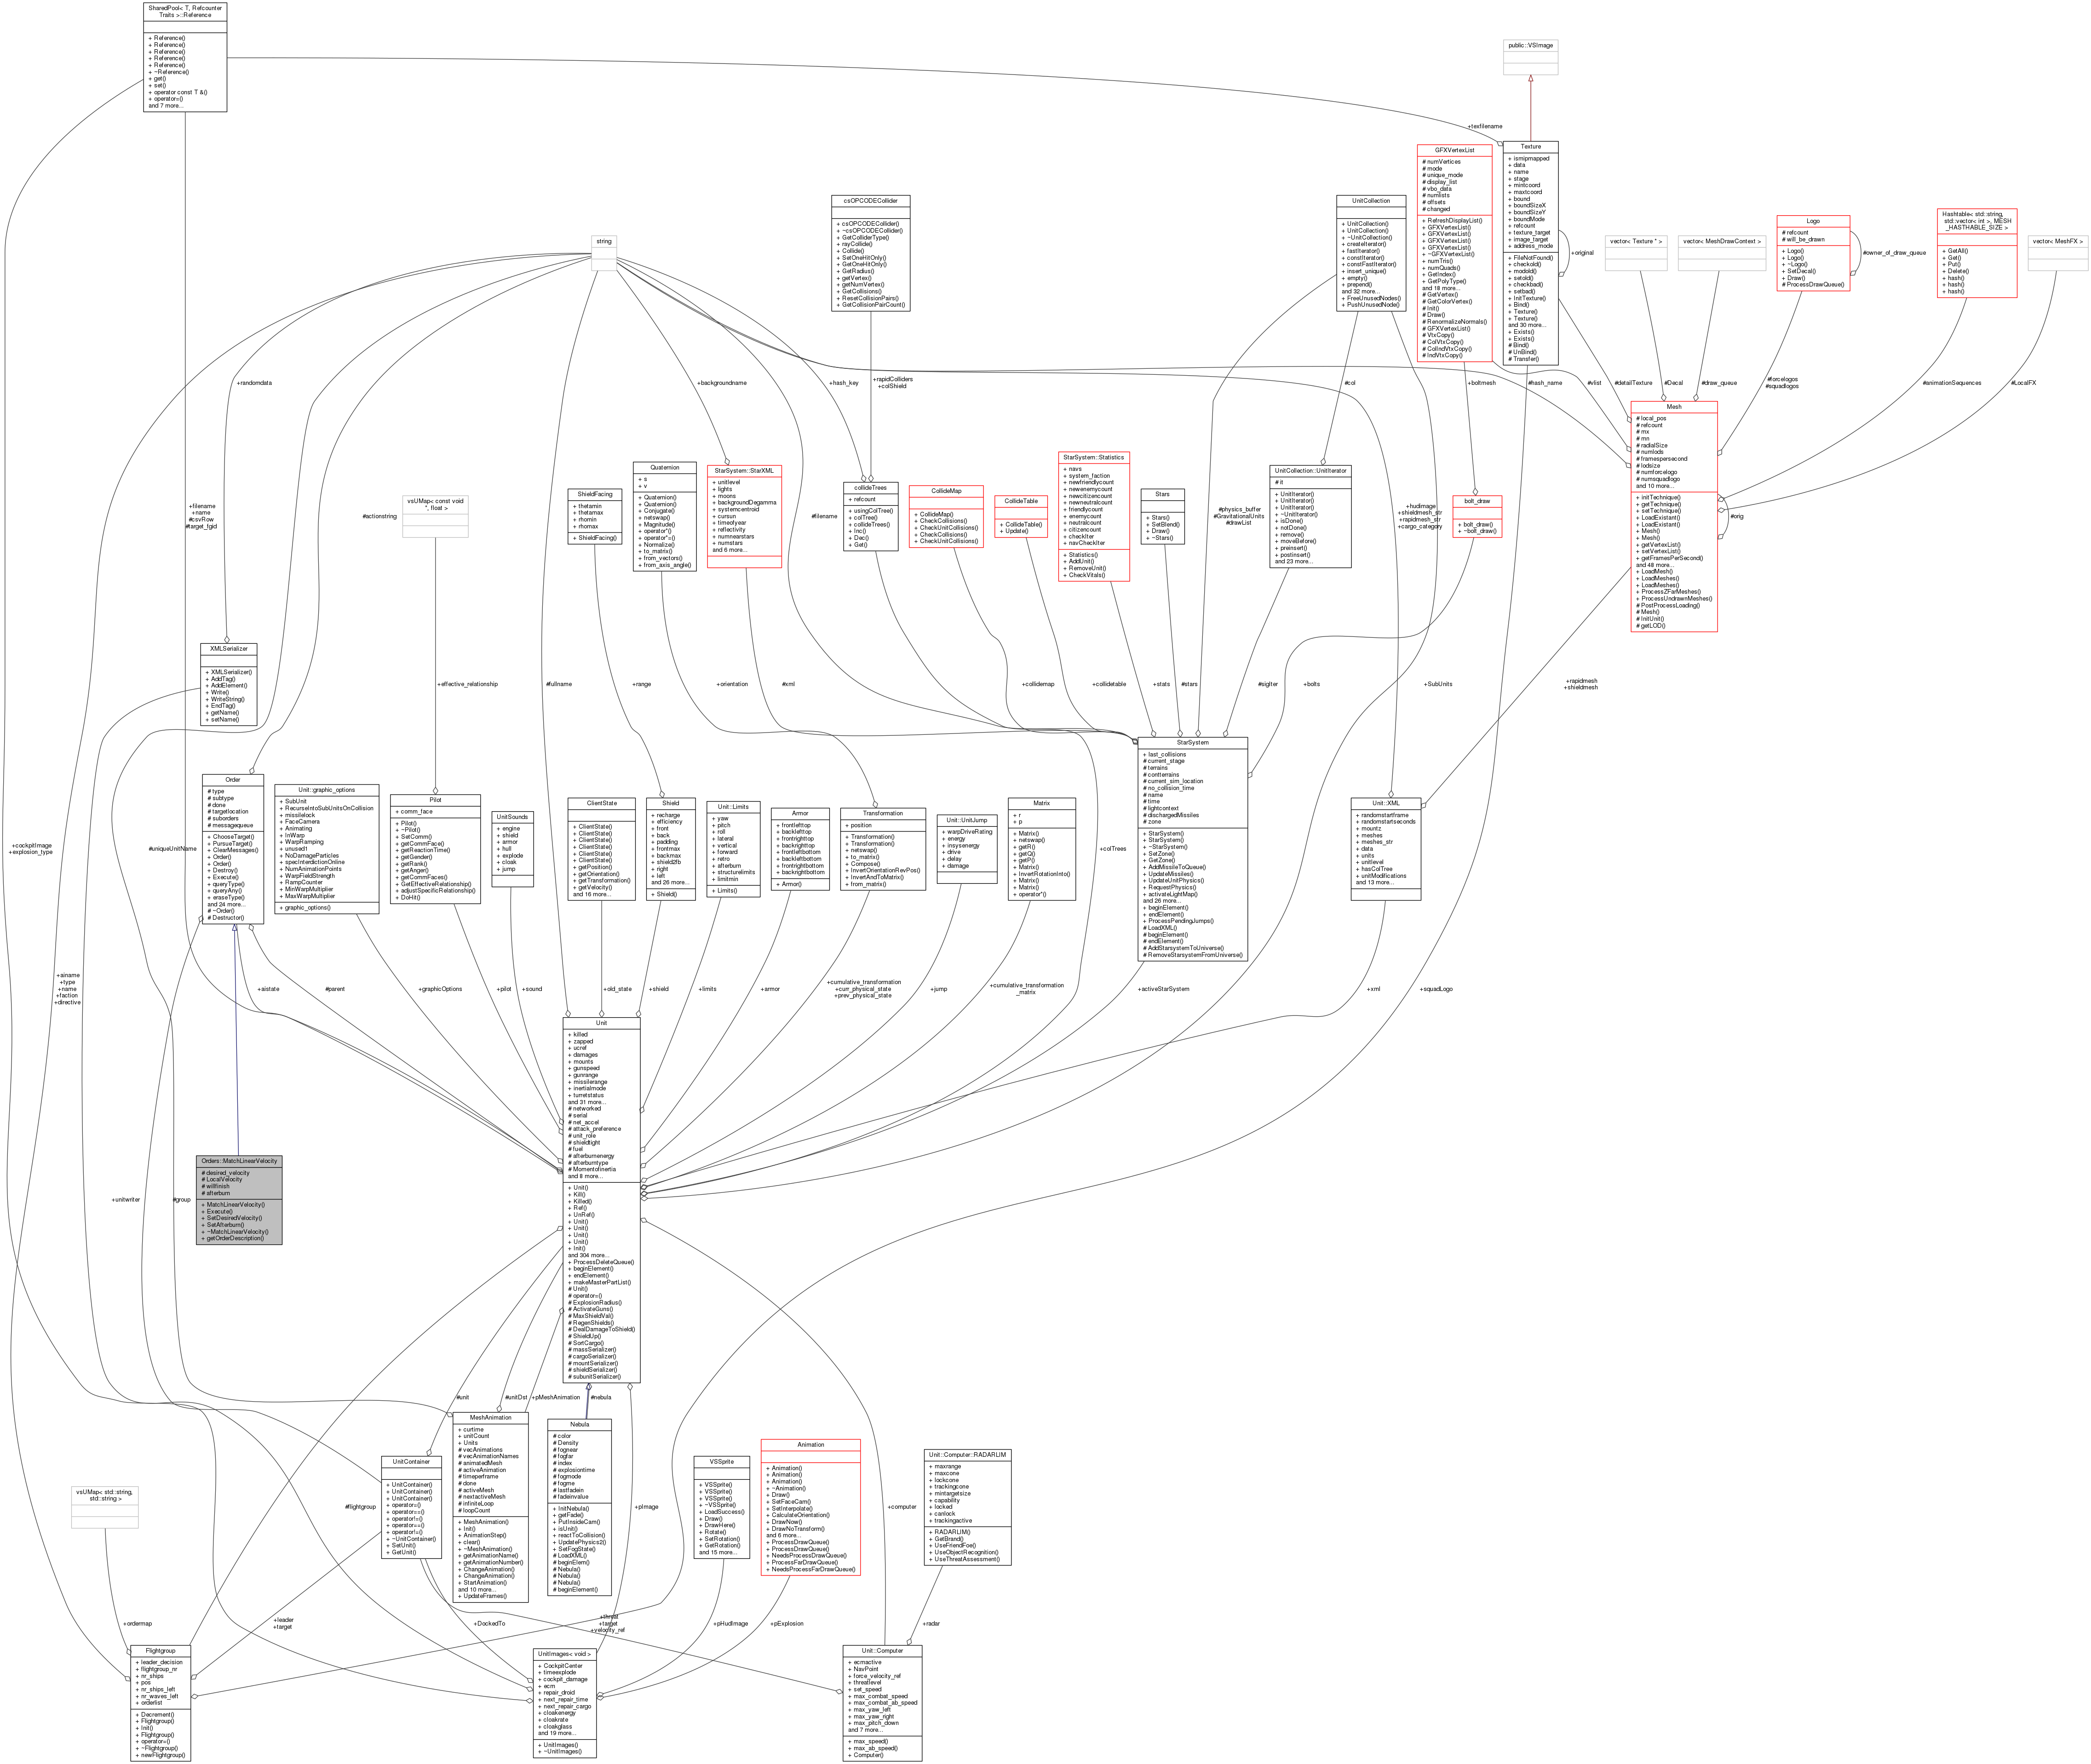 SharedPool< T, Refcounter
Traits >::Reference
+ Reference()
+ Reference()
+ Reference()
+ Reference()
+ Reference()
+ ~Reference()
+ get()
+ set()
+ operator const T &()
+ operator=()
and 7 more...
public::VSImage
+texfilename
Texture
+ ismipmapped
+ data
+ name
+ stage
+ mintcoord
+ maxtcoord
+ bound
+ boundSizeX
+ boundSizeY
+ boundMode
+ refcount
+ texture_target
+ image_target
+ address_mode
+ FileNotFound()
+ checkold()
+ modold()
+ setold()
+ checkbad()
+ setbad()
+ InitTexture()
+ Bind()
+ Texture()
+ Texture()
and 30 more...
+ Exists()
+ Exists()
# Bind()
# UnBind()
# Transfer()
+original
GFXVertexList
# numVertices
# mode
# unique_mode
# display_list
# vbo_data
# numlists
# offsets
# changed
+ RefreshDisplayList()
+ GFXVertexList()
+ GFXVertexList()
+ GFXVertexList()
+ GFXVertexList()
+ GFXVertexList()
+ ~GFXVertexList()
+ numTris()
+ numQuads()
+ GetIndex()
+ GetPolyType()
and 18 more...
# GetVertex()
# GetColorVertex()
# Init()
# Draw()
# RenormalizeNormals()
# GFXVertexList()
# VtxCopy()
# ColVtxCopy()
# ColIndVtxCopy()
# IndVtxCopy()
csOPCODECollider
+ csOPCODECollider()
+ ~csOPCODECollider()
+ GetColliderType()
+ rayCollide()
+ Collide()
+ SetOneHitOnly()
+ GetOneHitOnly()
+ GetRadius()
+ getVertex()
+ getNumVertex()
+ GetCollisions()
+ ResetCollisionPairs()
+ GetCollisionPairCount()
UnitCollection
+ UnitCollection()
+ UnitCollection()
+ ~UnitCollection()
+ createIterator()
+ fastIterator()
+ constIterator()
+ constFastIterator()
+ insert_unique()
+ empty()
+ prepend()
and 32 more...
+ FreeUnusedNodes()
+ PushUnusedNode()
string
vector< Texture * >
vector< MeshDrawContext >
Logo
# refcount
# will_be_drawn
+ Logo()
+ Logo()
+ ~Logo()
+ SetDecal()
+ Draw()
# ProcessDrawQueue()
#owner_of_draw_queue
Hashtable< std::string,
std::vector< int >, MESH
_HASTHABLE_SIZE >
+ GetAll()
+ Get()
+ Put()
+ Delete()
+ hash()
+ hash()
+ hash()
vector< MeshFX >
+randomdata
#fullname
+backgroundname
+hash_key
+rapidColliders
+colShield
#col
+boltmesh
#hash_name
#vlist
#detailTexture
#Decal
#draw_queue
#forcelogos
#squadlogos
#animationSequences
#LocalFX
Mesh
# local_pos
# refcount
# mx
# mn
# radialSize
# numlods
# framespersecond
# lodsize
# numforcelogo
# numsquadlogo
and 10 more...
+ initTechnique()
+ getTechnique()
+ setTechnique()
+ LoadExistant()
+ LoadExistant()
+ Mesh()
+ Mesh()
+ getVertexList()
+ setVertexList()
+ getFramesPerSecond()
and 48 more...
+ LoadMesh()
+ LoadMeshes()
+ LoadMeshes()
+ ProcessZFarMeshes()
+ ProcessUndrawnMeshes()
# PostProcessLoading()
# Mesh()
# InitUnit()
# getLOD()
#orig
+filename
+name
#csvRow
#target_fgid
#actionstring
vsUMap< const void
*, float >
ShieldFacing
+ thetamin
+ thetamax
+ rhomin
+ rhomax
+ ShieldFacing()
Quaternion
+ s
+ v
+ Quaternion()
+ Quaternion()
+ Conjugate()
+ netswap()
+ Magnitude()
+ operator*()
+ operator*=()
+ Normalize()
+ to_matrix()
+ from_vectors()
+ from_axis_angle()
StarSystem::StarXML
+ unitlevel
+ lights
+ moons
+ backgroundDegamma
+ systemcentroid
+ cursun
+ timeofyear
+ reflectivity
+ numnearstars
+ numstars
and 6 more...
#filename
collideTrees
+ refcount
+ usingColTree()
+ colTree()
+ collideTrees()
+ Inc()
+ Dec()
+ Get()
CollideMap
+ CollideMap()
+ CheckCollisions()
+ CheckCollisions()
+ CheckUnitCollisions()
CollideTable
+ CollideTable()
+ Update()
StarSystem::Statistics
+ navs
+ system_faction
+ newfriendlycount
+ newenemycount
+ newcitizencount
+ newneutralcount
+ friendlycount
+ enemycount
+ neutralcount
+ citizencount
+ checkIter
+ navCheckIter
+ Statistics()
+ AddUnit()
+ RemoveUnit()
+ CheckVitals()
Stars
+ Stars()
+ SetBlend()
+ Draw()
+ ~Stars()
#physics_buffer
#GravitationalUnits
#drawList
UnitCollection::UnitIterator
# it
+ UnitIterator()
+ UnitIterator()
+ UnitIterator()
+ ~UnitIterator()
+ isDone()
+ notDone()
+ remove()
+ moveBefore()
+ preinsert()
+ postinsert()
and 23 more...
+hudImage
+shieldmesh_str
+rapidmesh_str
+cargo_category
bolt_draw
+ bolt_draw()
+ ~bolt_draw()
XMLSerializer
+ XMLSerializer()
+ AddTag()
+ AddElement()
+ Write()
+ WriteString()
+ EndTag()
+ getName()
+ setName()
+effective_relationship
+range
+orientation
#xml
+collidemap
+collidetable
+stats
#stars
#sigIter
+bolts
+SubUnits
+rapidmesh
+shieldmesh
+cockpitImage
+explosion_type
#uniqueUnitName
Order
# type
# subtype
# done
# targetlocation
# suborders
# messagequeue
+ ChooseTarget()
+ PursueTarget()
+ ClearMessages()
+ Order()
+ Order()
+ Destroy()
+ Execute()
+ queryType()
+ queryAny()
+ eraseType()
and 24 more...
# ~Order()
# Destructor()
Unit::graphic_options
+ SubUnit
+ RecurseIntoSubUnitsOnCollision
+ missilelock
+ FaceCamera
+ Animating
+ InWarp
+ WarpRamping
+ unused1
+ NoDamageParticles
+ specInterdictionOnline
+ NumAnimationPoints
+ WarpFieldStrength
+ RampCounter
+ MinWarpMultiplier
+ MaxWarpMultiplier
+ graphic_options()
Pilot
+ comm_face
+ Pilot()
+ ~Pilot()
+ SetComm()
+ getCommFace()
+ getReactionTime()
+ getGender()
+ getRank()
+ getAnger()
+ getCommFaces()
+ GetEffectiveRelationship()
+ adjustSpecificRelationship()
+ DoHit()
UnitSounds
+ engine
+ shield
+ armor
+ hull
+ explode
+ cloak
+ jump
ClientState
+ ClientState()
+ ClientState()
+ ClientState()
+ ClientState()
+ ClientState()
+ ClientState()
+ getPosition()
+ getOrientation()
+ getTransformation()
+ getVelocity()
and 16 more...
Shield
+ recharge
+ efficiency
+ front
+ back
+ padding
+ frontmax
+ backmax
+ shield2fb
+ right
+ left
and 26 more...
+ Shield()
Unit::Limits
+ yaw
+ pitch
+ roll
+ lateral
+ vertical
+ forward
+ retro
+ afterburn
+ structurelimits
+ limitmin
+ Limits()
Armor
+ frontlefttop
+ backlefttop
+ frontrighttop
+ backrighttop
+ frontleftbottom
+ backleftbottom
+ frontrightbottom
+ backrightbottom
+ Armor()
Transformation
+ position
+ Transformation()
+ Transformation()
+ netswap()
+ to_matrix()
+ Compose()
+ InvertOrientationRevPos()
+ InvertAndToMatrix()
+ from_matrix()
Unit::UnitJump
+ warpDriveRating
+ energy
+ insysenergy
+ drive
+ delay
+ damage
Matrix
+ r
+ p
+ Matrix()
+ netswap()
+ getR()
+ getQ()
+ getP()
+ Matrix()
+ InvertRotationInto()
+ Matrix()
+ Matrix()
+ operator*()
+colTrees
StarSystem
+ last_collisions
# current_stage
# terrains
# contterrains
# current_sim_location
# no_collision_time
# name
# time
# lightcontext
# dischargedMissiles
# zone
+ StarSystem()
+ StarSystem()
+ ~StarSystem()
+ SetZone()
+ GetZone()
+ AddMissileToQueue()
+ UpdateMissiles()
+ UpdateUnitPhysics()
+ RequestPhysics()
+ activateLightMap()
and 26 more...
+ beginElement()
+ endElement()
+ ProcessPendingJumps()
# LoadXML()
# beginElement()
# endElement()
# AddStarsystemToUniverse()
# RemoveStarsystemFromUniverse()
Unit::XML
+ randomstartframe
+ randomstartseconds
+ mountz
+ meshes
+ meshes_str
+ data
+ units
+ unitlevel
+ hasColTree
+ unitModifications
and 13 more...
+ainame
+type
+name
+faction
+directive
+aistate
#parent
+graphicOptions
+pilot
+sound
+old_state
+shield
+limits
+armor
+cumulative_transformation
+curr_physical_state
+prev_physical_state
+jump
+cumulative_transformation
_matrix
+activeStarSystem
+xml
+squadLogo
Unit
+ killed
+ zapped
+ ucref
+ damages
+ mounts
+ gunspeed
+ gunrange
+ missilerange
+ inertialmode
+ turretstatus
and 31 more...
# networked
# serial
# net_accel
# attack_preference
# unit_role
# shieldtight
# fuel
# afterburnenergy
# afterburntype
# MomentofInertia
and 8 more...
+ Unit()
+ Kill()
+ Killed()
+ Ref()
+ UnRef()
+ Unit()
+ Unit()
+ Unit()
+ Unit()
+ Init()
and 304 more...
+ ProcessDeleteQueue()
+ beginElement()
+ endElement()
+ makeMasterPartList()
# Unit()
# operator=()
# ExplosionRadius()
# ActivateGuns()
# MaxShieldVal()
# RegenShields()
# DealDamageToShield()
# ShieldUp()
# SortCargo()
# massSerializer()
# cargoSerializer()
# mountSerializer()
# shieldSerializer()
# subunitSerializer()
Orders::MatchLinearVelocity
# desired_velocity
# LocalVelocity
# willfinish
# afterburn
+ MatchLinearVelocity()
+ Execute()
+ SetDesiredVelocity()
+ SetAfterburn()
+ ~MatchLinearVelocity()
+ getOrderDescription()
+unitwriter
#group
#unit
#unitDst
+pMeshAnimation
#nebula
MeshAnimation
+ curtime
+ unitCount
+ Units
# vecAnimations
# vecAnimationNames
# animatedMesh
# activeAnimation
# timeperframe
# done
# activeMesh
# nextactiveMesh
# infiniteLoop
# loopCount
+ MeshAnimation()
+ Init()
+ AnimationStep()
+ clear()
+ ~MeshAnimation()
+ getAnimationName()
+ getAnimationNumber()
+ ChangeAnimation()
+ ChangeAnimation()
+ StartAnimation()
and 10 more...
+ UpdateFrames()
Nebula
# color
# Density
# fognear
# fogfar
# index
# explosiontime
# fogmode
# fogme
# lastfadein
# fadeinvalue
+ InitNebula()
+ getFade()
+ PutInsideCam()
+ isUnit()
+ reactToCollision()
+ UpdatePhysics2()
+ SetFogState()
# LoadXML()
# beginElem()
# Nebula()
# Nebula()
# Nebula()
# beginElement()
UnitContainer
+ UnitContainer()
+ UnitContainer()
+ UnitContainer()
+ operator=()
+ operator==()
+ operator!=()
+ operator==()
+ operator!=()
+ ~UnitContainer()
+ SetUnit()
+ GetUnit()
vsUMap< std::string,
std::string >
#flightgroup
+pImage
VSSprite
+ VSSprite()
+ VSSprite()
+ VSSprite()
+ ~VSSprite()
+ LoadSuccess()
+ Draw()
+ DrawHere()
+ Rotate()
+ SetRotation()
+ GetRotation()
and 15 more...
Animation
+ Animation()
+ Animation()
+ Animation()
+ ~Animation()
+ Draw()
+ SetFaceCam()
+ SetInterpolate()
+ CalculateOrientation()
+ DrawNow()
+ DrawNoTransform()
and 6 more...
+ ProcessDrawQueue()
+ ProcessDrawQueue()
+ NeedsProcessDrawQueue()
+ ProcessFarDrawQueue()
+ NeedsProcessFarDrawQueue()
+computer
Unit::Computer::RADARLIM
+ maxrange
+ maxcone
+ lockcone
+ trackingcone
+ mintargetsize
+ capability
+ locked
+ canlock
+ trackingactive
+ RADARLIM()
+ GetBrand()
+ UseFriendFoe()
+ UseObjectRecognition()
+ UseThreatAssessment()
+ordermap
+leader
+target
+DockedTo
+threat
+target
+velocity_ref
+pHudImage
+pExplosion
+radar
Flightgroup
+ leader_decision
+ flightgroup_nr
+ nr_ships
+ pos
+ nr_ships_left
+ nr_waves_left
+ orderlist
+ Decrement()
+ Flightgroup()
+ Init()
+ Flightgroup()
+ operator=()
+ ~Flightgroup()
+ newFlightgroup()
UnitImages< void >
+ CockpitCenter
+ timeexplode
+ cockpit_damage
+ ecm
+ repair_droid
+ next_repair_time
+ next_repair_cargo
+ cloakenergy
+ cloakrate
+ cloakglass
and 19 more...
+ UnitImages()
+ ~UnitImages()
Unit::Computer
+ ecmactive
+ NavPoint
+ force_velocity_ref
+ threatlevel
+ set_speed
+ max_combat_speed
+ max_combat_ab_speed
+ max_yaw_left
+ max_yaw_right
+ max_pitch_down
and 7 more...
+ max_speed()
+ max_ab_speed()
+ Computer()